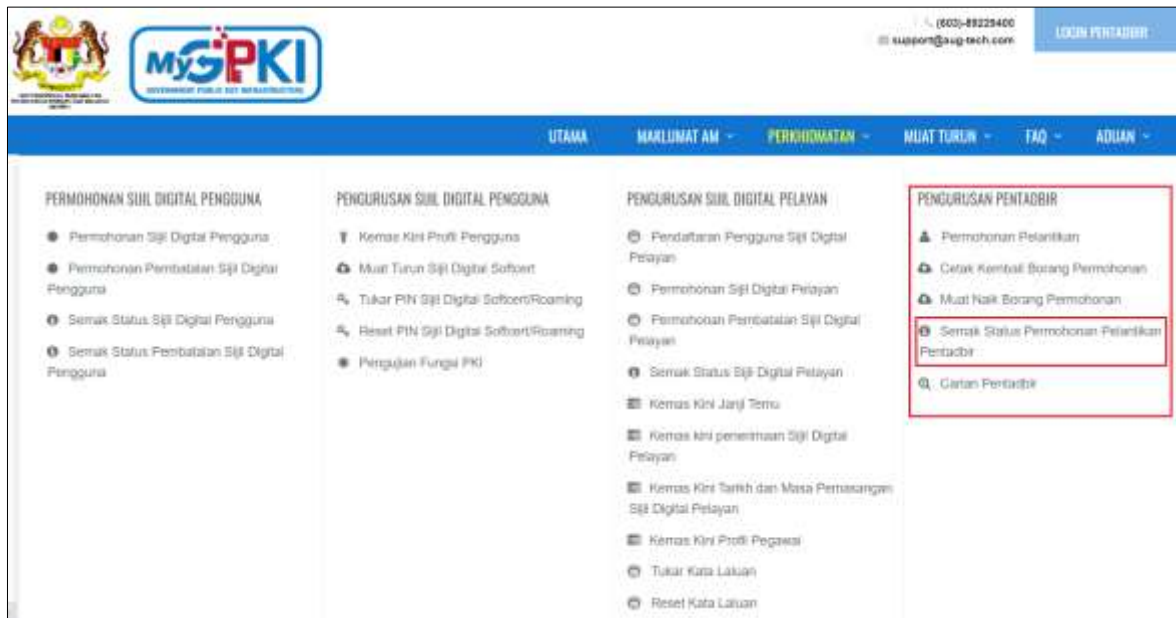 (603)-89225400
support@aug-tech.com
LOGIN PENTADBIR
MyGPKI
GOVERNMENT PUBLIC KEY INFRASTRUCTURE
UTAMA
MAKLUMAT AM
PERKHIDMATAN
MUAT TURUN
FAQ
ADUAN
PERMOHONAN SIJIL DIGITAL PENGGUNA
Permohonan Sijil Digital Pengguna
Permohonan Pembatalan Sijil Digital
Pengguna
Semak Status Sijil Digital Pengguna
Semak Status Pembatalan Sijil Digital
Pengguna
PENGURUSAN SIJIL DIGITAL PENGGUNA
Kemas Kini Profil Pengguna
Muat Turun Sijil Digital Softcert
Tukar PIN Sijil Digital Softcert/Roaming
Reset PIN Sijil Digital Softcert/Roaming
Pengujian Fungsi PKI
PENGURUSAN SIJIL DIGITAL PELAYAN
Pendaftaran Pengguna Sijil Digital
Pelayan
Permohonan Sijil Digital Pelayan
Permohonan Pembatalan Sijil Digital
Pelayan
Semak Status Sijil Digital Pelayan
Kemas Kini Janji Temu
Kemas kini penerimaan Sijil Digital
Pelayan
Kemas Kini Tarikh dan Masa Pemasangan
Sijil Digital Pelayan
Kemas Kini Profil Pegawai
Tukar Kata Laluan
Reset Kata Laluan
PENGURUSAN PENTADBIR
Permohonan Pelantikan
Cetak Kembali Borang Permohonan
Muat Naik Borang Permohonan
Semak Status Permohonan Pelantikan
Pentadbir
Carian Pentadbir